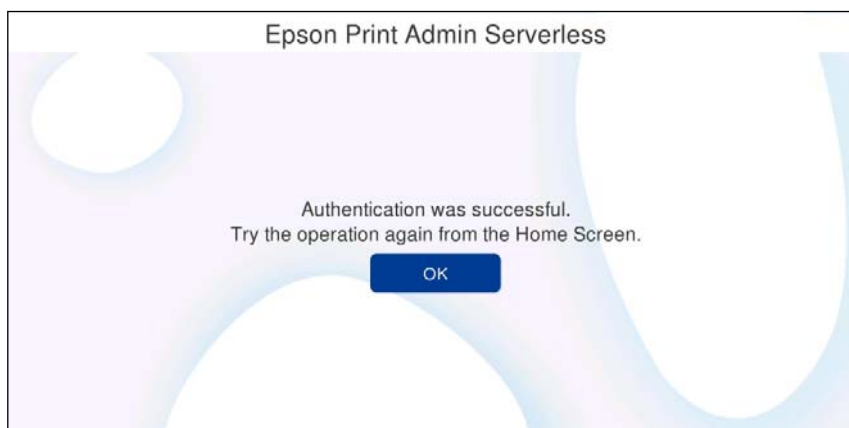 Epson Print Admin Serverless
Authentication was successful.
Try the operation again from the Home Screen.
OK